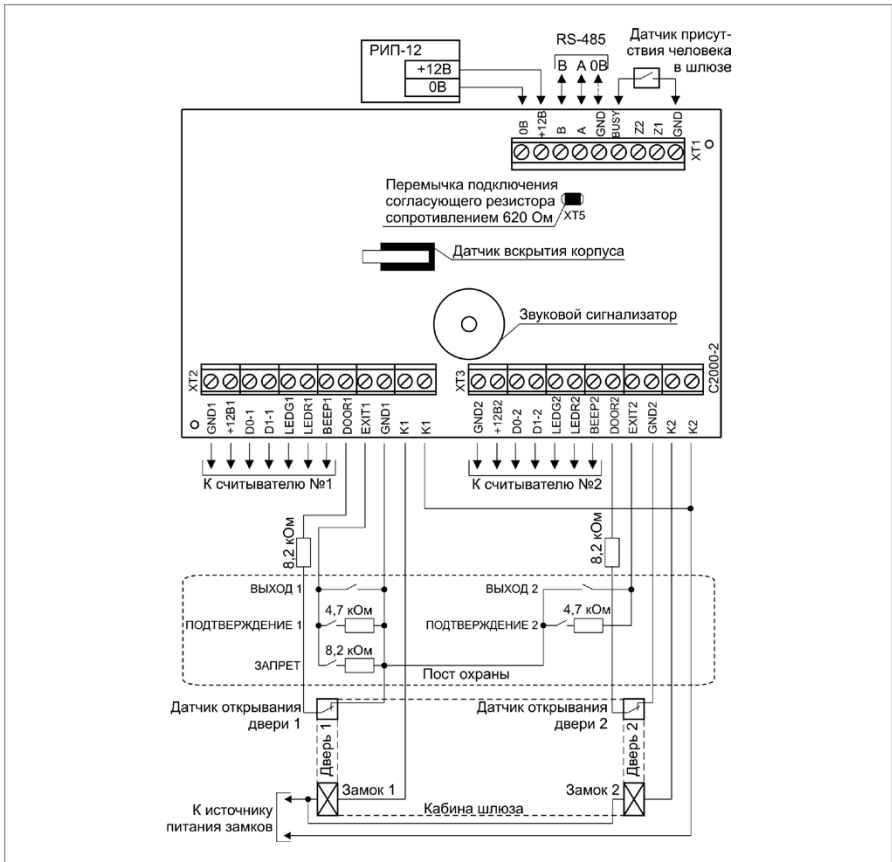 РИП-12
+12В
0В
RS-485
В А 0В
Датчик присут-
ствия человека
в шлюзе
0В
+12В
В
А
GND
BUSY
Z2
Z1
GND
XT1
Перемычка подключения
согласующего резистора
сопротивлением 620 Ом
XT5
Датчик вскрытия корпуса
Звуковой сигнализатор
С2000-2
XT2
GND1
+12В1
D0-1
D1-1
LEDG1
LEDR1
BEEP1
DOOR1
EXIT1
GND1
K1
K1
XT3
GND2
+12В2
D0-2
D1-2
LEDG2
LEDR2
BEEP2
DOOR2
EXIT2
GND2
K2
K2
К считывателю №1
К считывателю №2
8,2 кОм
8,2 кОм
ВЫХОД 1
ВЫХОД 2
4,7 кОм
4,7 кОм
ПОДТВЕРЖДЕНИЕ 1
ПОДТВЕРЖДЕНИЕ 2
8,2 кОм
ЗАПРЕТ
Пост охраны
Датчик открывания
двери 1
Датчик открывания
двери 2
Дверь 1
Дверь 2
Замок 1
Замок 2
Кабина шлюза
К источнику
питания замков